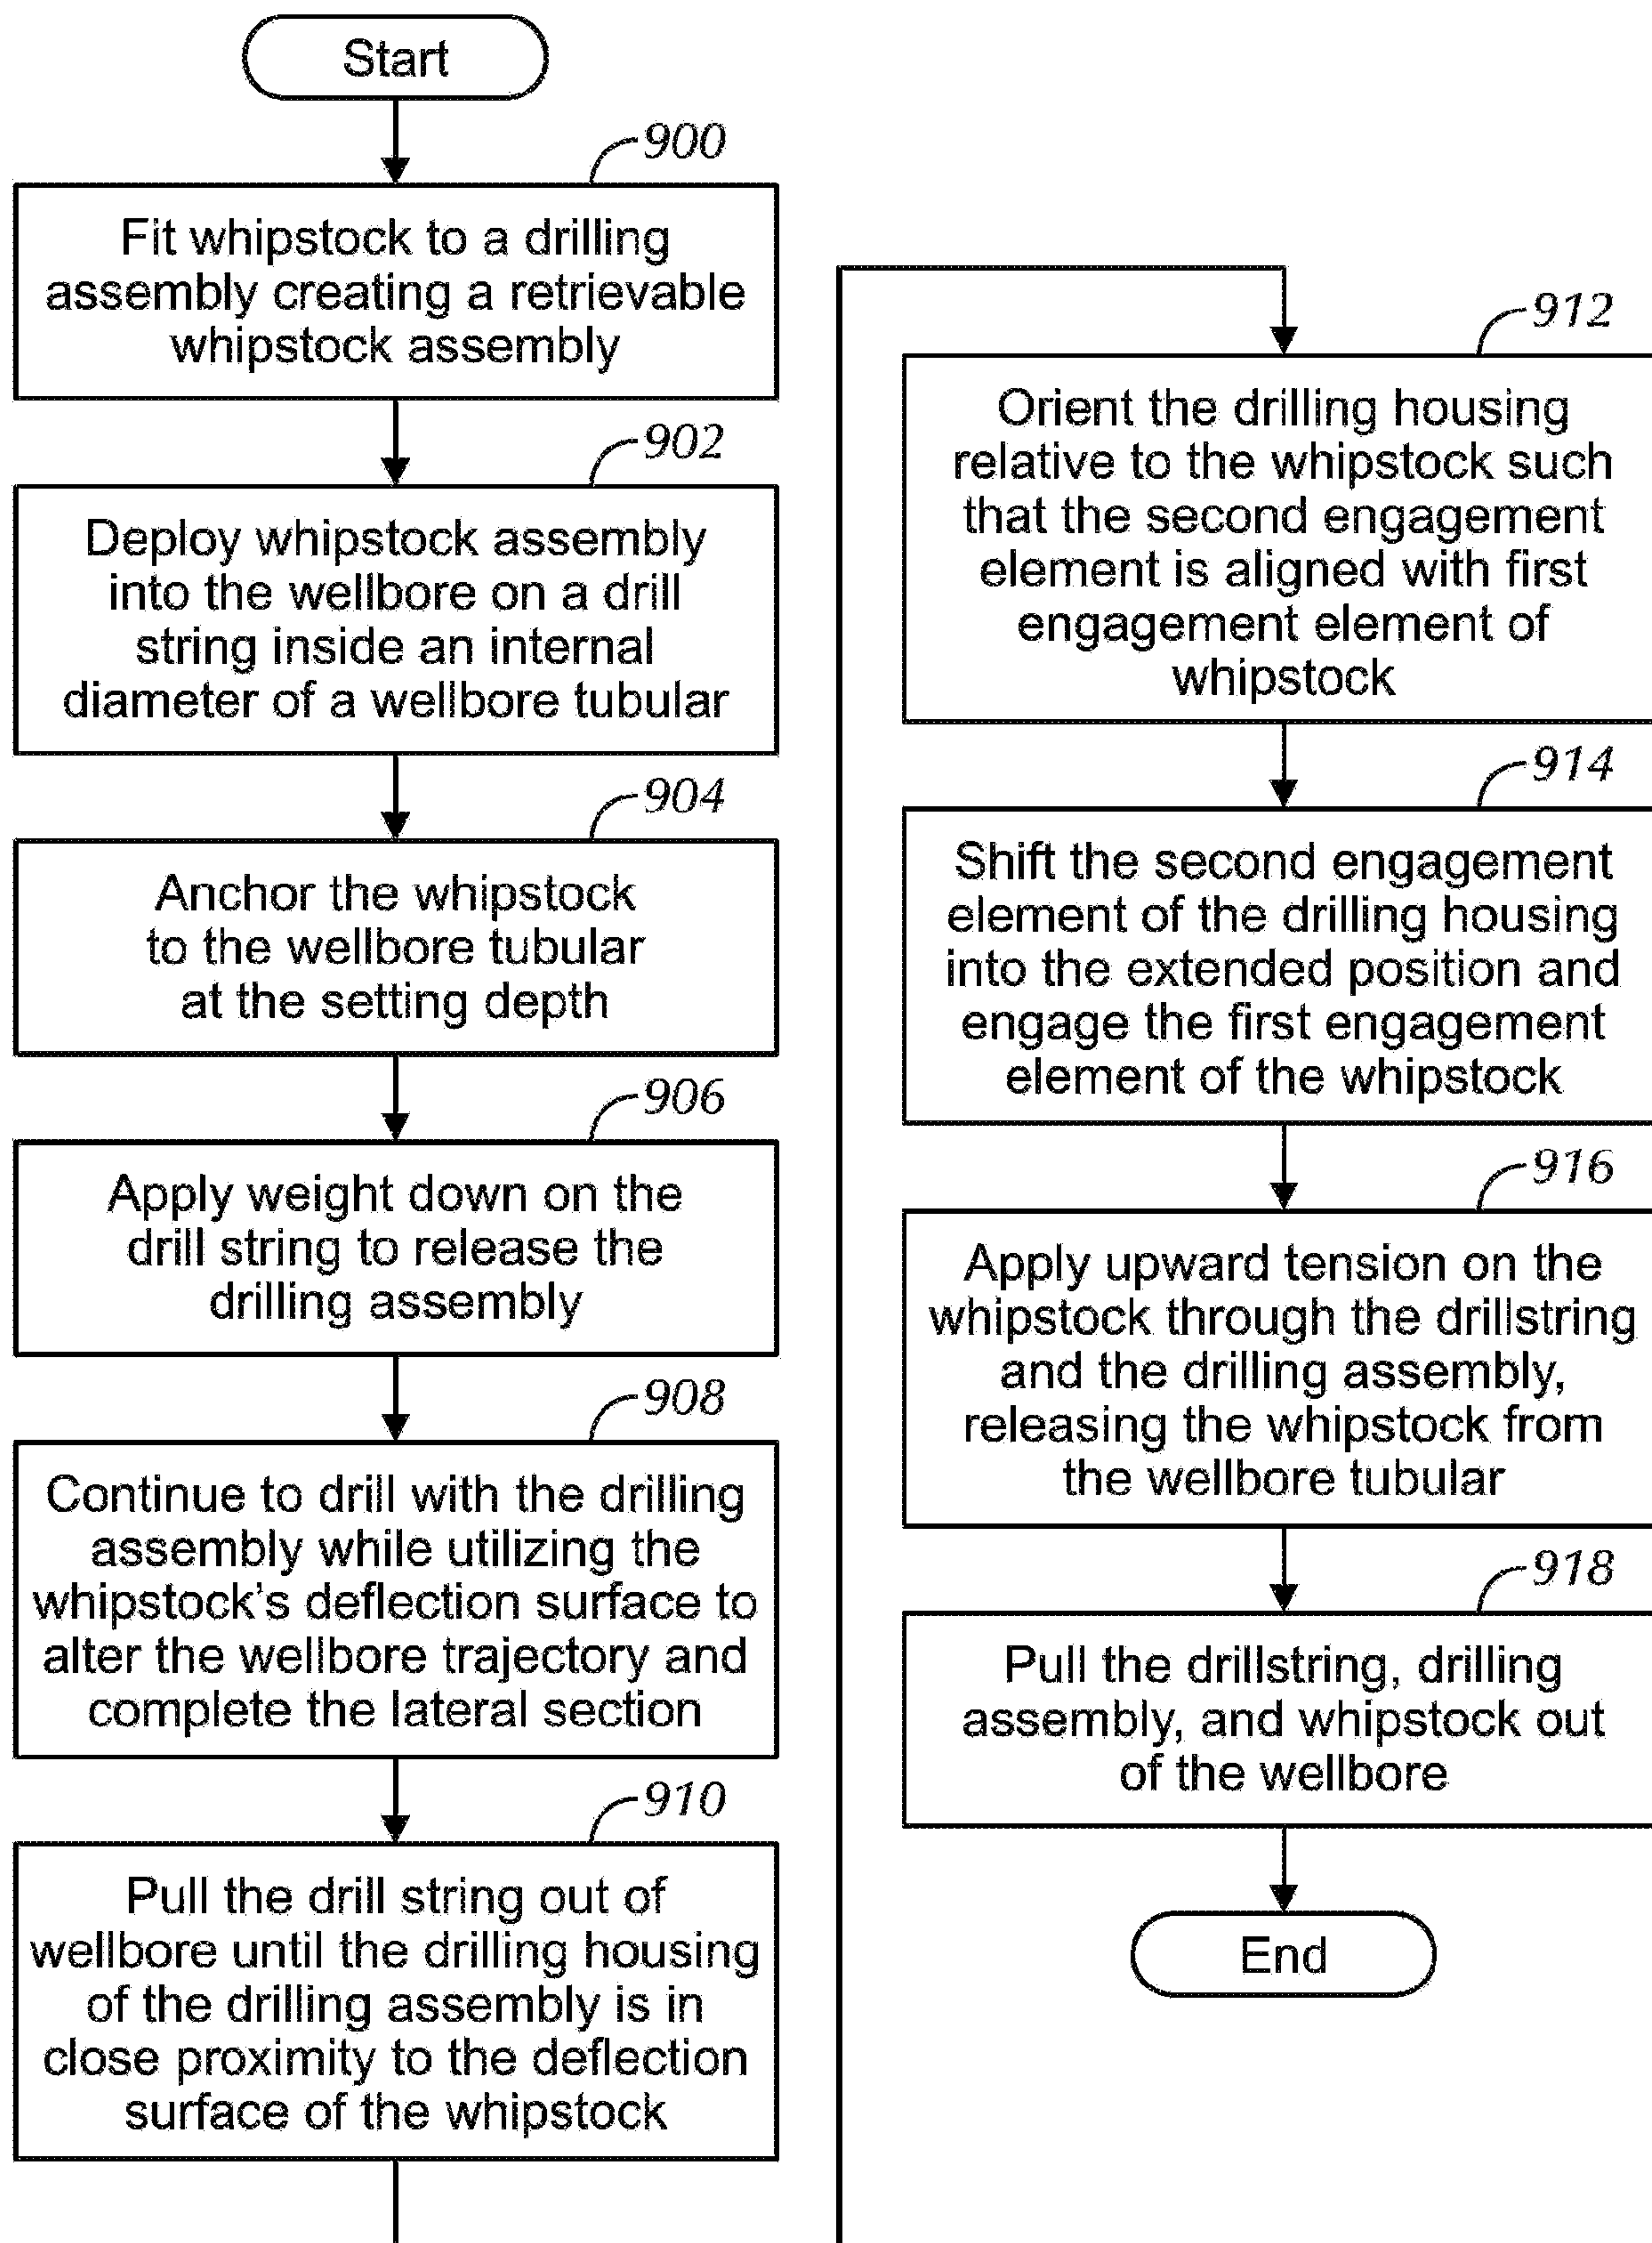 Start
900
Fit whipstock to a drilling
assembly creating a retrievable
whipstock assembly
902
Deploy whipstock assembly
into the wellbore on a drill
string inside an internal
diameter of a wellbore tubular
904
Anchor the whipstock
to the wellbore tubular
at the setting depth
906
Apply weight down on the
drill string to release the
drilling assembly
908
Continue to drill with the drilling
assembly while utilizing the
whipstock's deflection surface to
alter the wellbore trajectory and
complete the lateral section
910
Pull the drill string out of
wellbore until the drilling housing
of the drilling assembly is in
close proximity to the deflection
surface of the whipstock
912
Orient the drilling housing
relative to the whipstock such
that the second engagement
element is aligned with first
engagement element of
whipstock
914
Shift the second engagement
element of the drilling housing
into the extended position and
engage the first engagement
element of the whipstock
916
Apply upward tension on the
whipstock through the drillstring
and the drilling assembly,
releasing the whipstock from
the wellbore tubular
918
Pull the drillstring, drilling
assembly, and whipstock out
of the wellbore
End